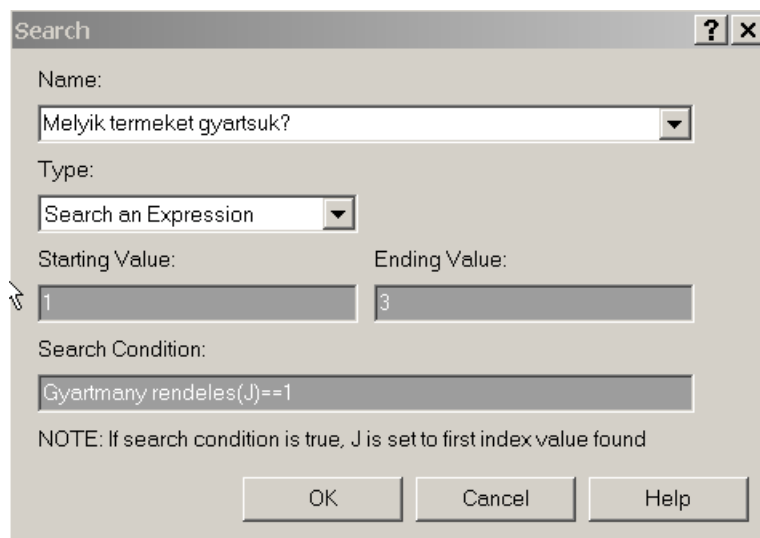 Search
Name:
Melyik termeket gyartsuk?
Type:
Search an Expression
Starting Value: Ending Value:
1 3
Search Condition:
Gyartmany rendeles(J)==1
NOTE: If search condition is true, J is set to first index value found
OK Cancel Help